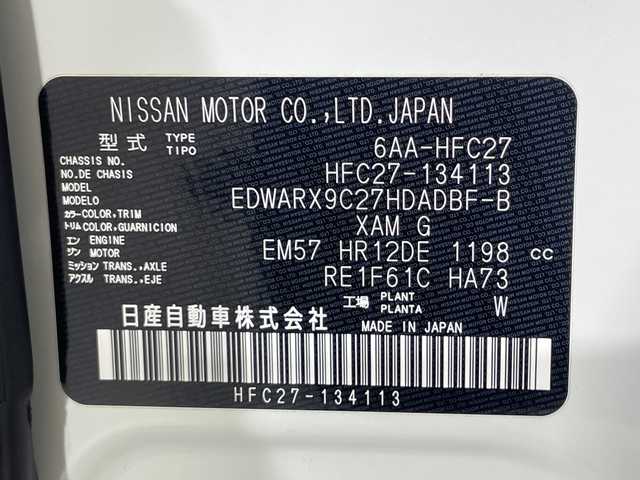 NISSAN MOTOR CO.,LTD.JAPAN
型式 TYPE TIPO 6AA-HFC27
CHASSIS NO. NO.DE CHASIS HFC27-134113
MODEL MODELO EDWARX9C27HDADBF-B
カラー COLOR,TRIM トリム COLOR,GUARNICION XAM G
エンジン ENGINE MOTOR EM57 HR12DE 1198 cc
ミッション TRANS.,AXLE アクスル TRANS.,EJE RE1F61C HA73
工場 PLANT PLANTA W
日産自動車株式会社 MADE IN JAPAN
HFC27-134113